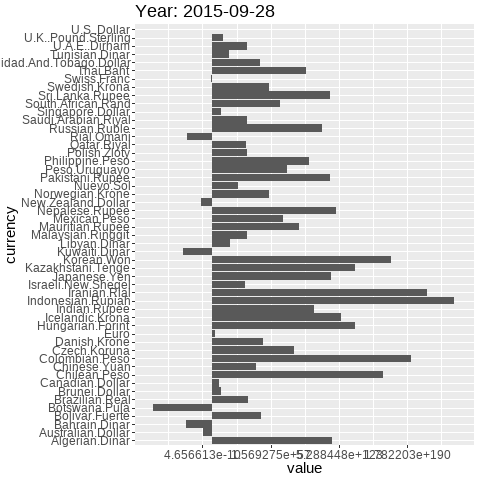 Year: 2015-09-28
U.S. Dollar
U.K. Pound.Sterling
U.A.E..Dirham
Tunisian.Dinar
idad.And.Tobago.Dollar
Thai.Baht
Swiss.Franc
Swedish.Krona
Sri.Lanka.Rupee
South.African.Rand
Singapore.Dollar
Saudi.Arabian.Riyal
Russian.Ruble
Rial.Omani
Qatar.Riyal
Polish.Zloty
Philippine.Peso
Peso.Uruguayo
Pakistani.Rupee
Nuevo.Sol
Norwegian.Krone
New.Zealand.Dollar
Nepalese.Rupee
Mexican.Peso
Mauritian.Rupee
Malaysian.Ringgit
Libyan.Dinar
Kuwaiti.Dinar
Korean.Won
Kazakhstani.Tenge
Japanese.Yen
Israeli.New.Sheqel
Iranian.Rial
Indonesian.Rupiah
Indian.Rupee
Icelandic.Krona
Hungarian.Forint
Euro
Danish.Krone
Czech.Koruna
Colombian.Peso
Chinese.Yuan
Chilean.Peso
Canadian.Dollar
Brunei.Dollar
Brazilian.Real
Botswana.Pula
Bolivar.Fuerte
Bahrain.Dinar
Australian.Dollar
Algerian.Dinar
currency
value